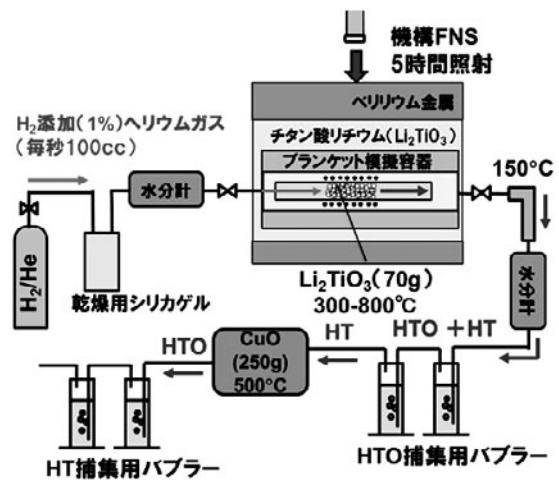 機構FNS
5時間照射
ベリリウム金属
H₂添加(1%)ヘリウムガス
(毎秒100cc)
チタン酸リチウム(Li₂TiO₃)
ブランケット模擬容器
水分計
150℃
H₂/He
乾燥用シリカゲル
Li₂TiO₃(70g)
300-800℃
水分計
HTO +HT
HT
CuO
(250g)
500℃
HTO
HT捕集用バブラー
HTO捕集用バブラー